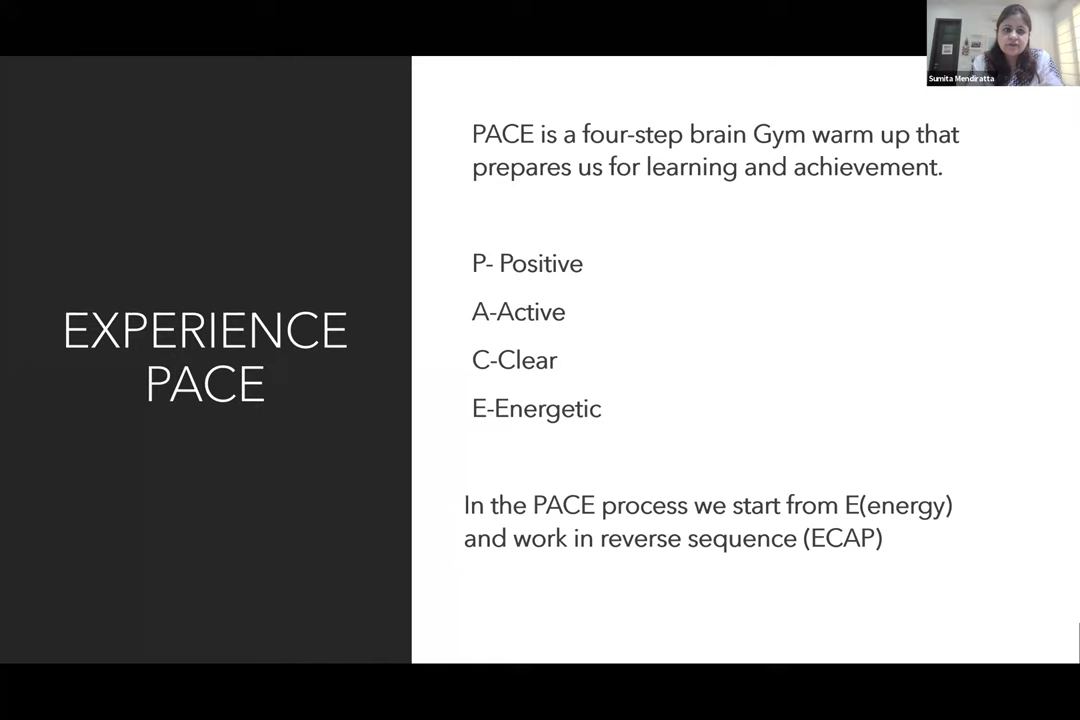 Sumita Mendiratta
EXPERIENCE
PACE
PACE is a four-step brain Gym warm up that
prepares us for learning and achievement.
P- Positive
A-Active
C-Clear
E-Energetic
In the PACE process we start from E(energy)
and work in reverse sequence (ECAP)